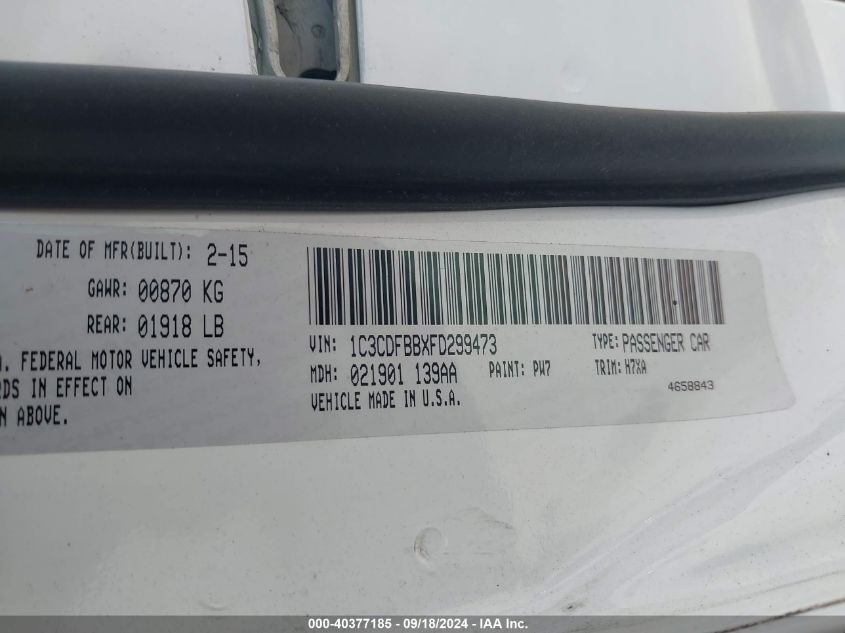 DATE OF MFR(BUILT): 2-15
GAWR: 00870 KG
REAR: 01918 LB
. FEDERAL MOTOR VEHICLE SAFETY,
RDS IN EFFECT ON
N ABOVE.
VIN: 1C3CDFBBXFD299473
TYPE: PASSENGER CAR
MDH: 021901 139AA
PAINT: PW7
TRIM: H7XA
VEHICLE MADE IN U.S.A.
4658843
000-40377185 - 09/18/2024 - IAA Inc.